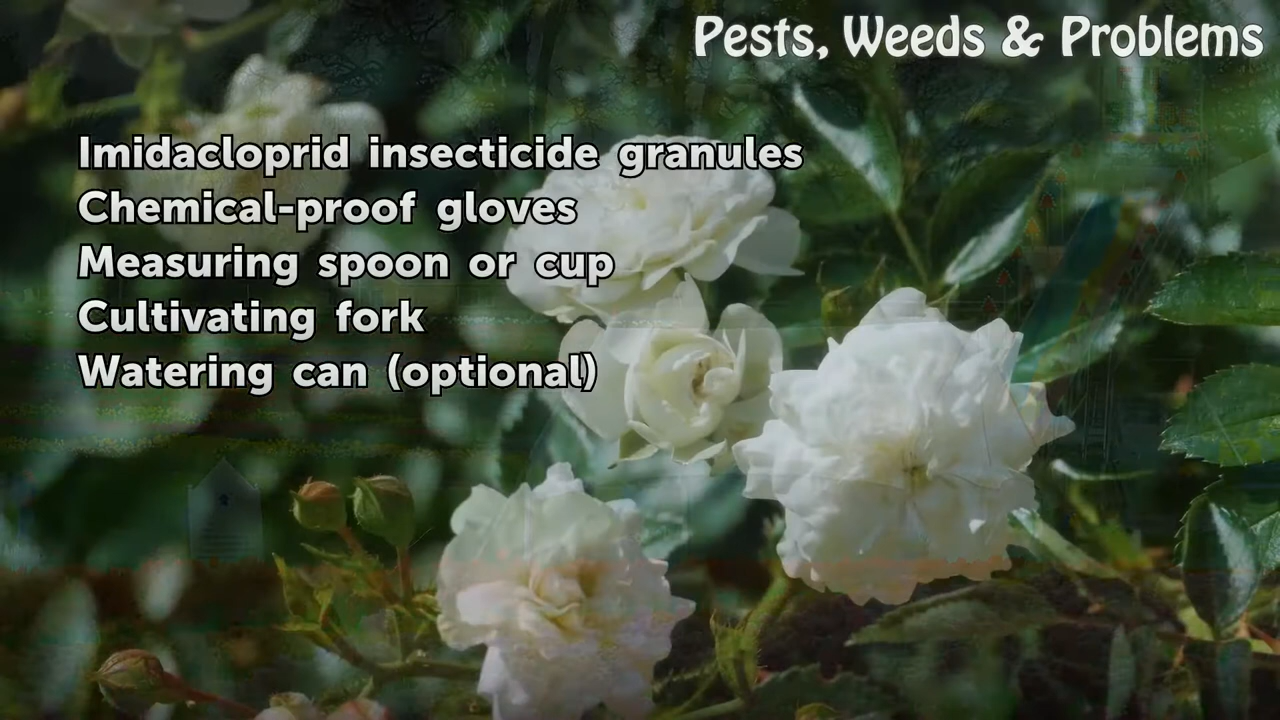 Pests, Weeds & Problems
Imidacloprid insecticide granules
Chemical-proof gloves
Measuring spoon or cup
Cultivating fork
Watering can (optional)